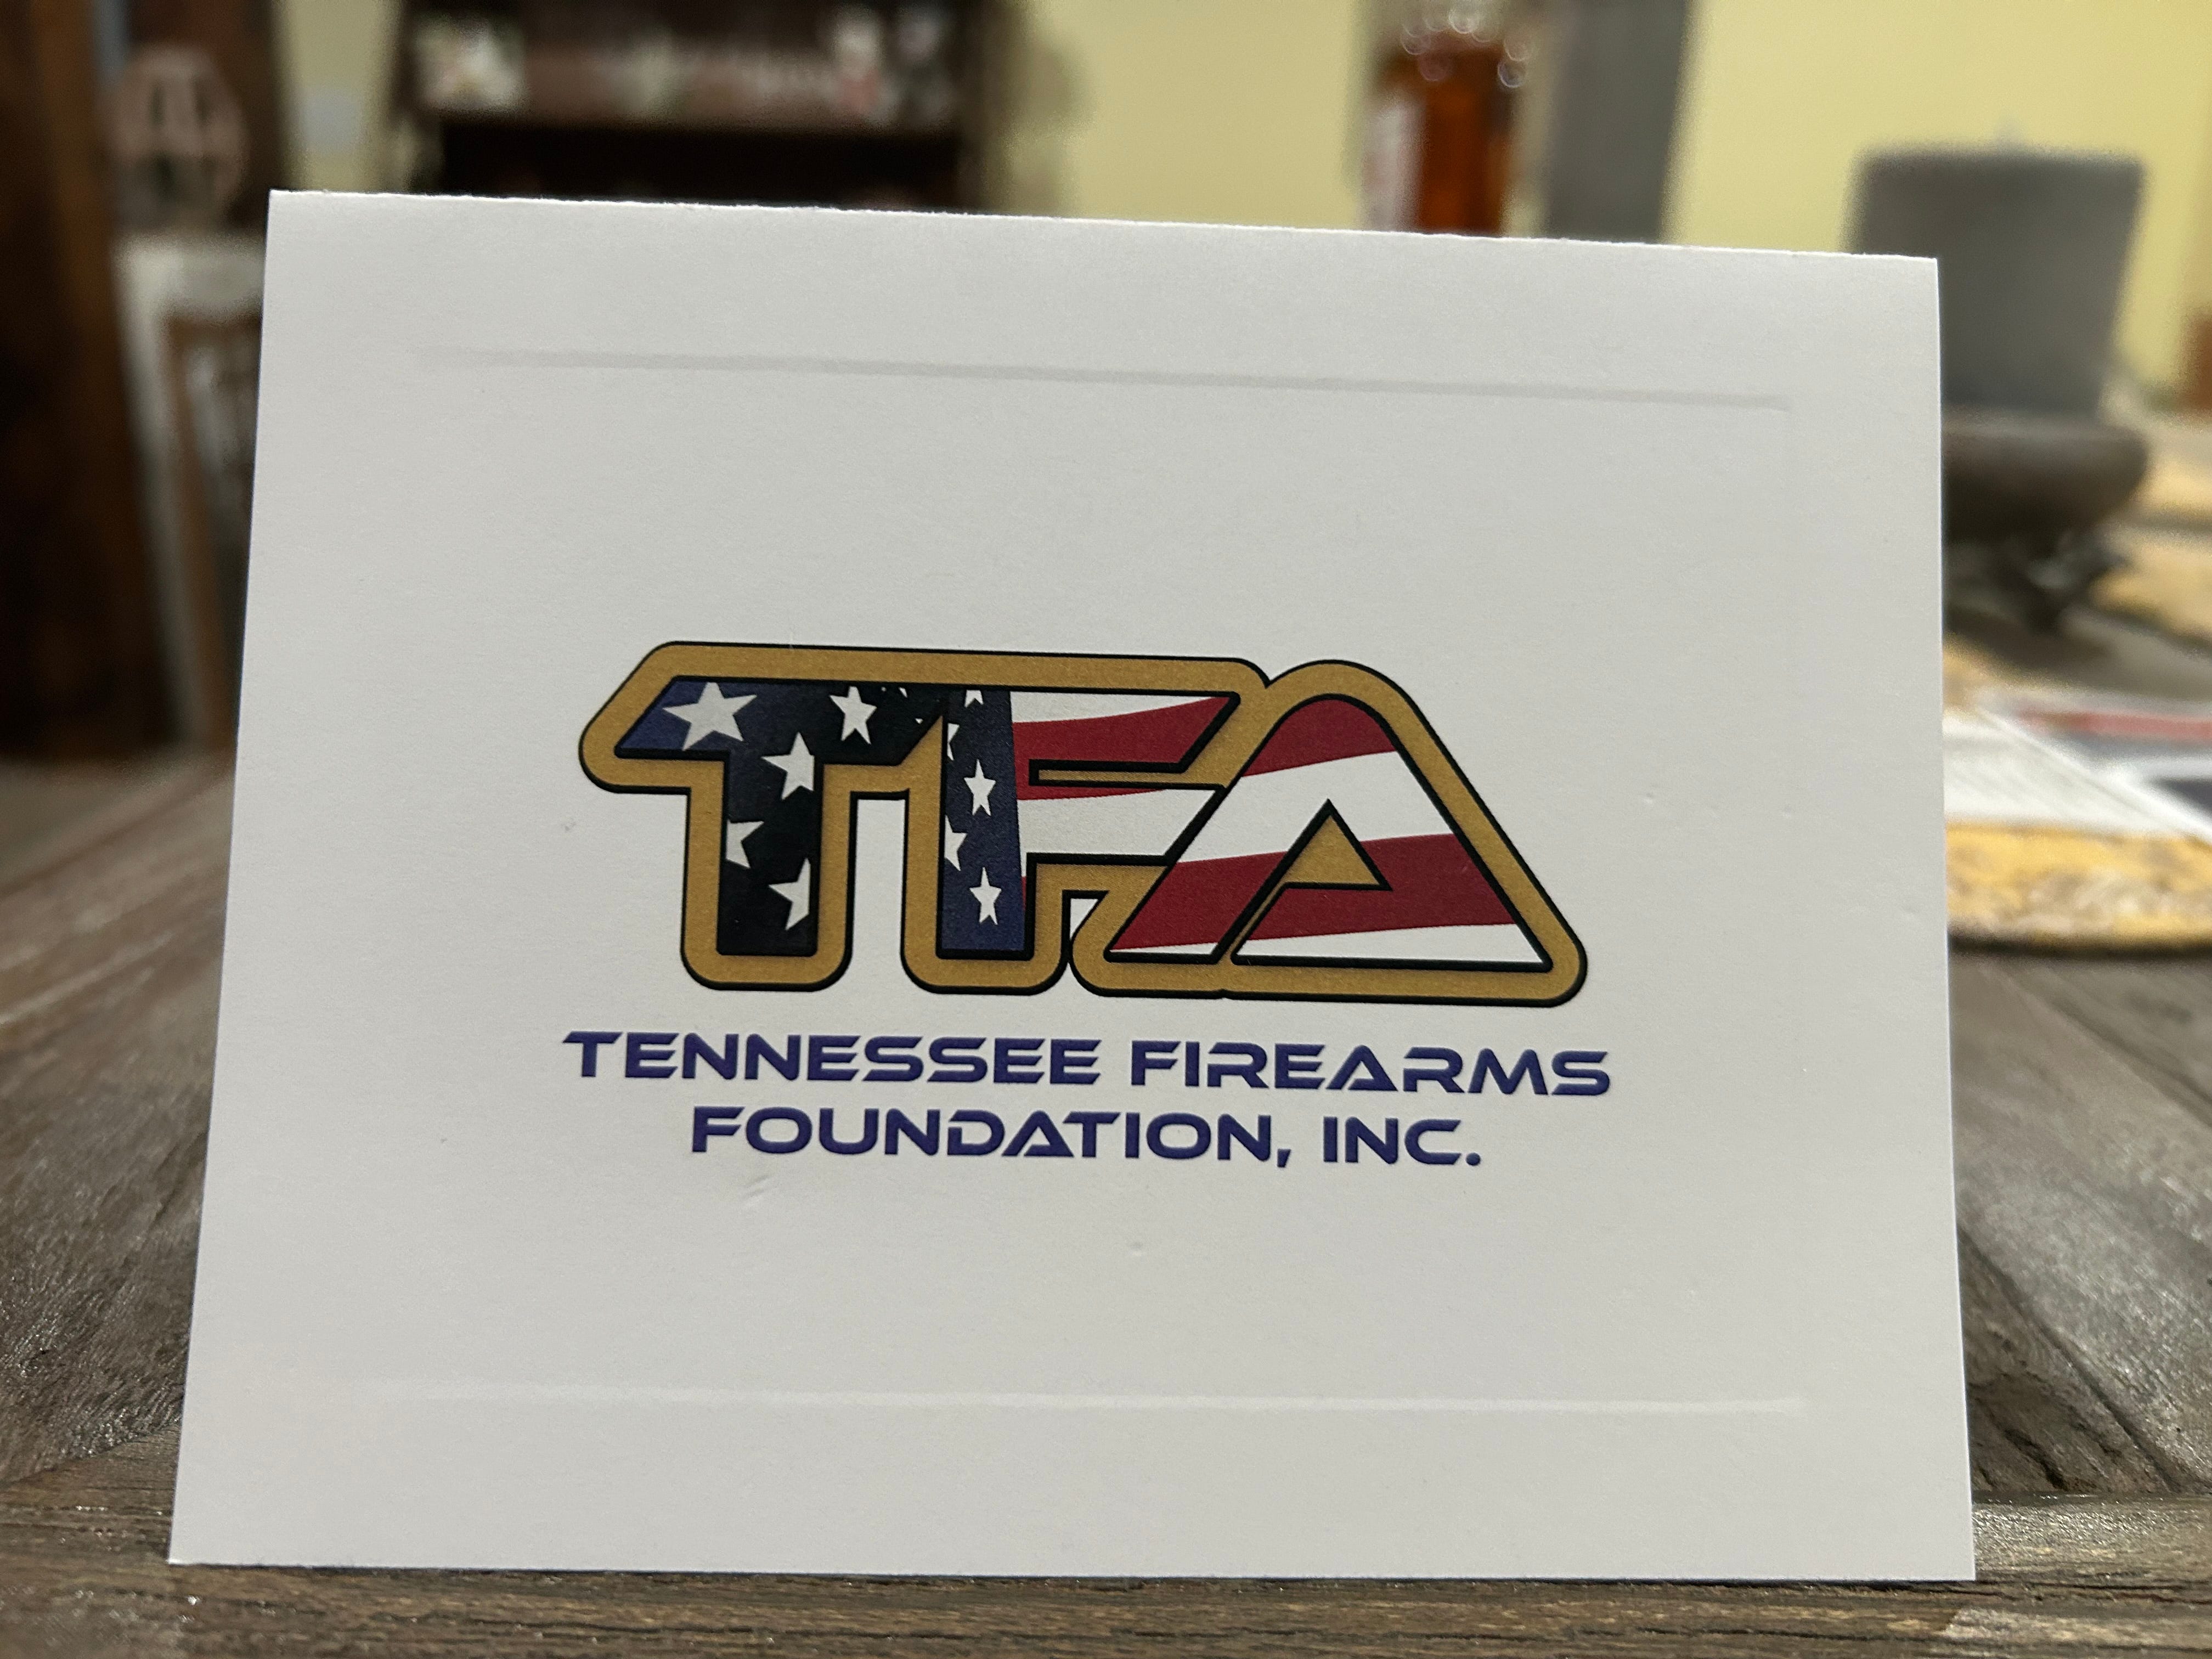 TFA
TENNESSEE FIREARMS
FOUNDATION, INC.